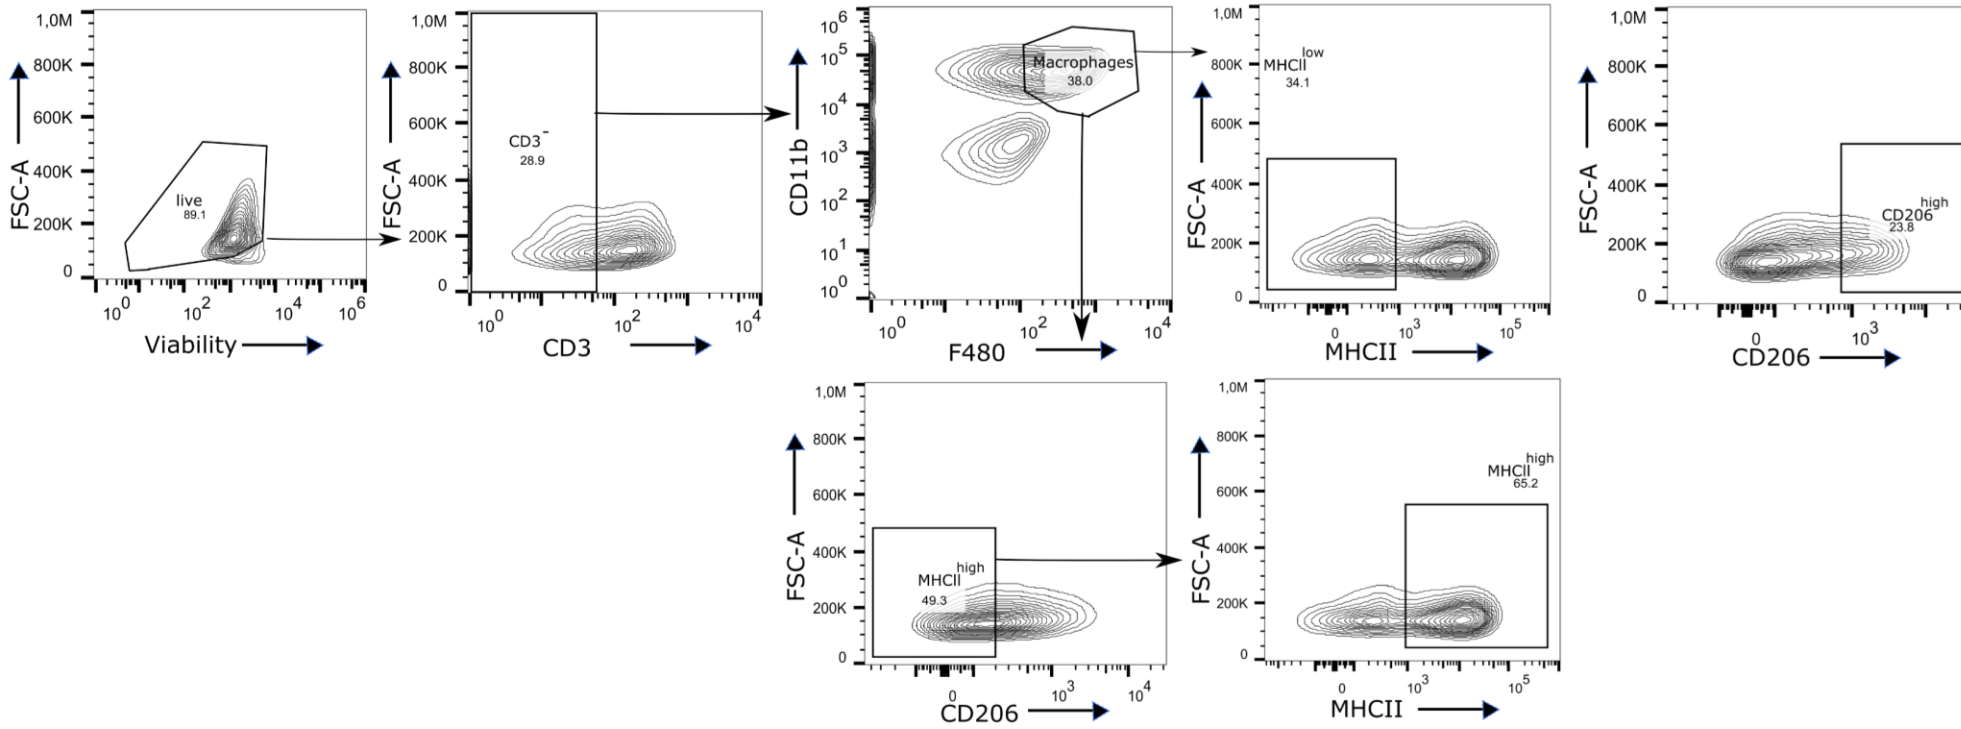 1,0M
800K
600K
400K
200K
0
FSC-A
live
89.1
10^0 10^2 10^4 10^6
Viability
1,0M
800K
600K
400K
200K
0
FSC-A
CD3^-
28.9
10^0 10^2 10^4
CD3
10^6
10^5
10^4
10^3
10^2
10^1
10^0
CD11b
Macrophages
38.0
10^0 10^2 10^4
F480
1,0M
800K
600K
400K
200K
0
FSC-A
MHCII^low
34.1
0 10^3 10^5
MHCII
1,0M
800K
600K
400K
200K
0
FSC-A
CD206^high
23.8
0 10^3
CD206
1,0M
800K
600K
400K
200K
0
FSC-A
MHCII^high
49.3
0 10^3 10^4
CD206
1,0M
800K
600K
400K
200K
0
FSC-A
MHCII^high
65.2
0 10^3 10^5
MHCII